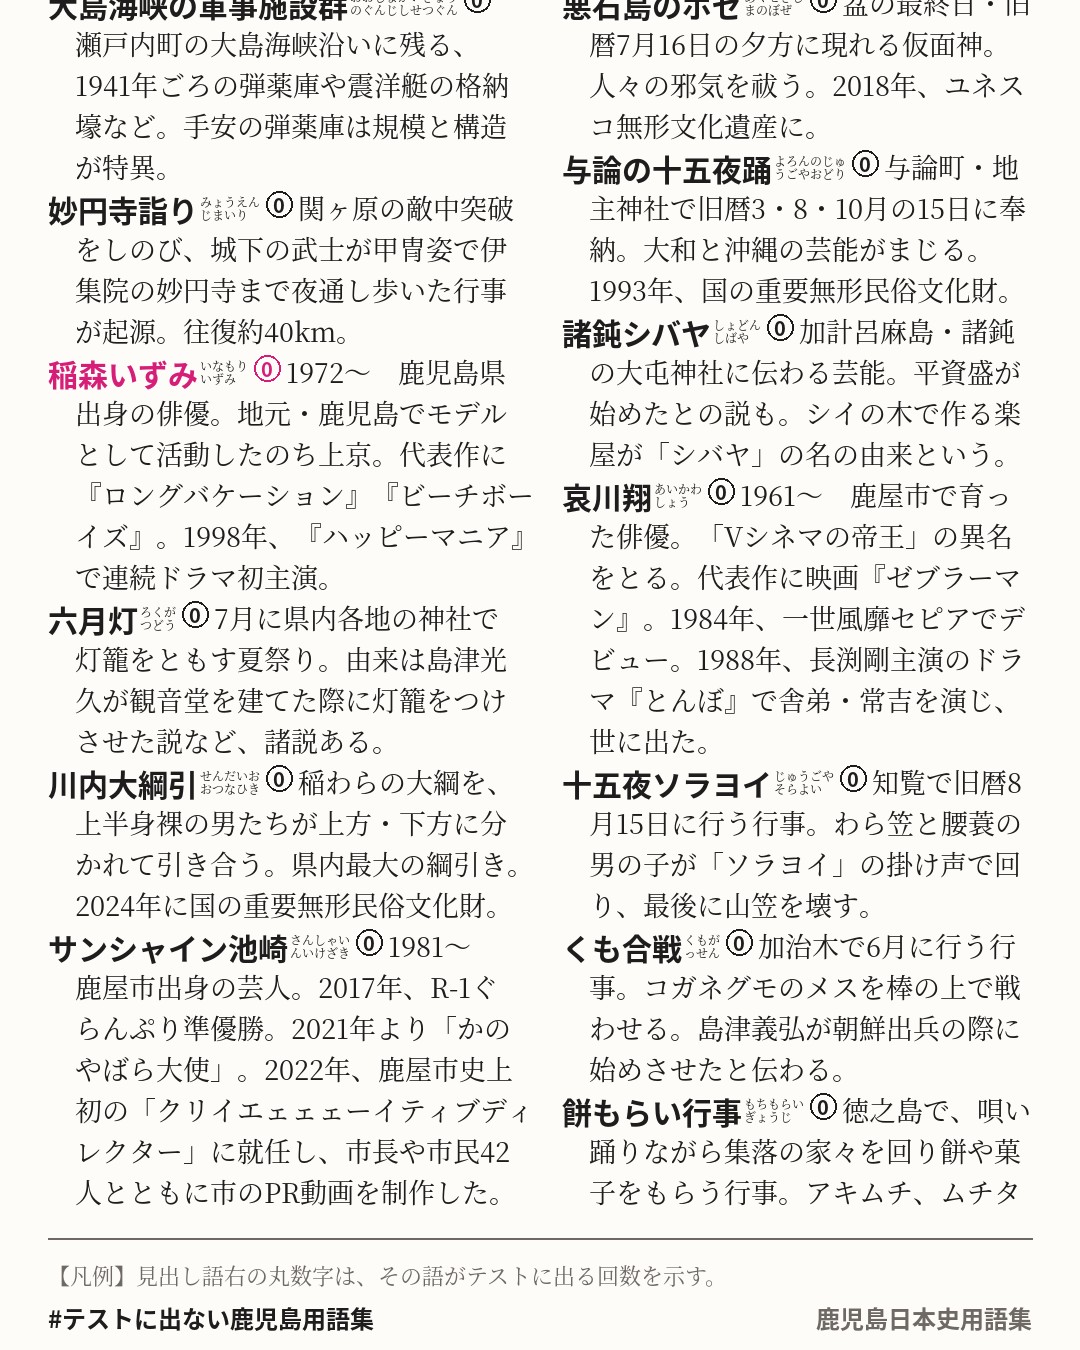 大島海峡の軍事施設群 おおしまかいきょう のぐんじしせつぐん ⓪
瀬戸内町の大島海峡沿いに残る、
1941年ごろの弾薬庫や震洋艇の格納
壕など。手安の弾薬庫は規模と構造
が特異。
妙円寺詣り みょうえん じまいり ⓪ 関ヶ原の敵中突破
をしのび、城下の武士が甲冑姿で伊
集院の妙円寺まで夜通し歩いた行事
が起源。往復約40km。
稲森いずみ いなもり いずみ ⓪ 1972〜　鹿児島県
出身の俳優。地元・鹿児島でモデル
として活動したのち上京。代表作に
『ロングバケーション』『ビーチボー
イズ』。1998年、『ハッピーマニア』
で連続ドラマ初主演。
六月灯 ろくが つどう ⓪ 7月に県内各地の神社で
灯籠をともす夏祭り。由来は島津光
久が観音堂を建てた際に灯籠をつけ
させた説など、諸説ある。
川内大綱引 せんだいお おつなひき ⓪ 稲わらの大綱を、
上半身裸の男たちが上方・下方に分
かれて引き合う。県内最大の綱引き。
2024年に国の重要無形民俗文化財。
サンシャイン池崎 さんしゃい んいけざき ⓪ 1981〜
鹿屋市出身の芸人。2017年、R-1ぐ
らんぷり準優勝。2021年より「かの
やばら大使」。2022年、鹿屋市史上
初の「クリイエェェェーイティブディ
レクター」に就任し、市長や市民42
人とともに市のPR動画を制作した。
悪石島のボゼ まのぼぜ ⓪ 盆の最終日・旧
暦7月16日の夕方に現れる仮面神。
人々の邪気を祓う。2018年、ユネス
コ無形文化遺産に。
与論の十五夜踊 よろんのじゅ うごやおどり ⓪ 与論町・地
主神社で旧暦3・8・10月の15日に奉
納。大和と沖縄の芸能がまじる。
1993年、国の重要無形民俗文化財。
諸鈍シバヤ しょどん しばや ⓪ 加計呂麻島・諸鈍
の大屯神社に伝わる芸能。平資盛が
始めたとの説も。シイの木で作る楽
屋が「シバヤ」の名の由来という。
哀川翔 あいかわ しょう ⓪ 1961〜　鹿屋市で育っ
た俳優。「Vシネマの帝王」の異名
をとる。代表作に映画『ゼブラーマ
ン』。1984年、一世風靡セピアでデ
ビュー。1988年、長渕剛主演のドラ
マ『とんぼ』で舎弟・常吉を演じ、
世に出た。
十五夜ソラヨイ じゅうごや そらよい ⓪ 知覧で旧暦8
月15日に行う行事。わら笠と腰蓑の
男の子が「ソラヨイ」の掛け声で回
り、最後に山笠を壊す。
くも合戦 くもが っせん ⓪ 加治木で6月に行う行
事。コガネグモのメスを棒の上で戦
わせる。島津義弘が朝鮮出兵の際に
始めさせたと伝わる。
餅もらい行事 もちもらい ぎょうじ ⓪ 徳之島で、唄い
踊りながら集落の家々を回り餅や菓
子をもらう行事。アキムチ、ムチタ
【凡例】見出し語右の丸数字は、その語がテストに出る回数を示す。
#テストに出ない鹿児島用語集
鹿児島日本史用語集